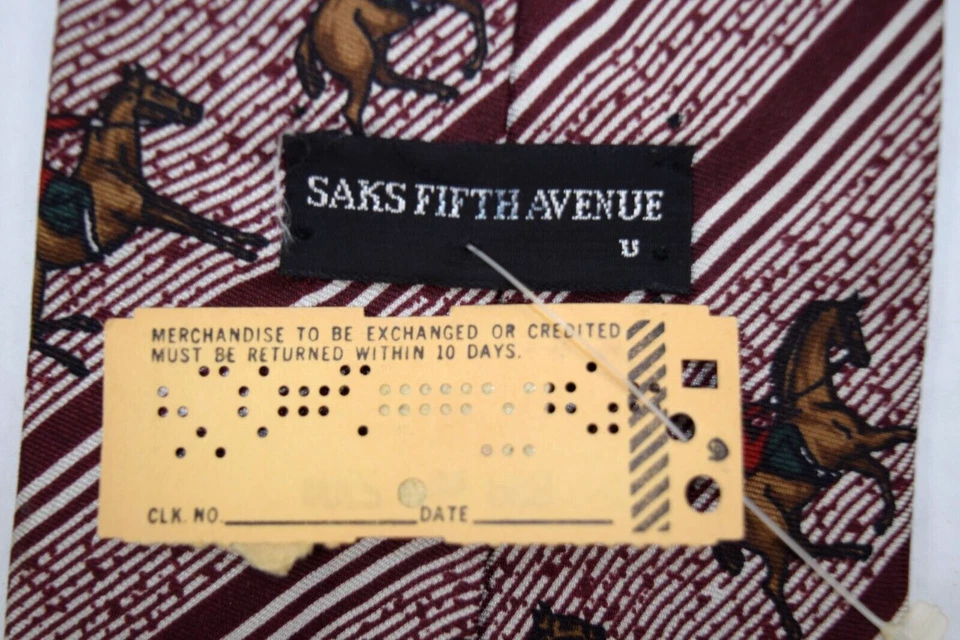 SAKS FIFTH AVENUE
U
MERCHANDISE TO BE EXCHANGED OR CREDITED
MUST BE RETURNED WITHIN 10 DAYS.
CLK. NO. DATE